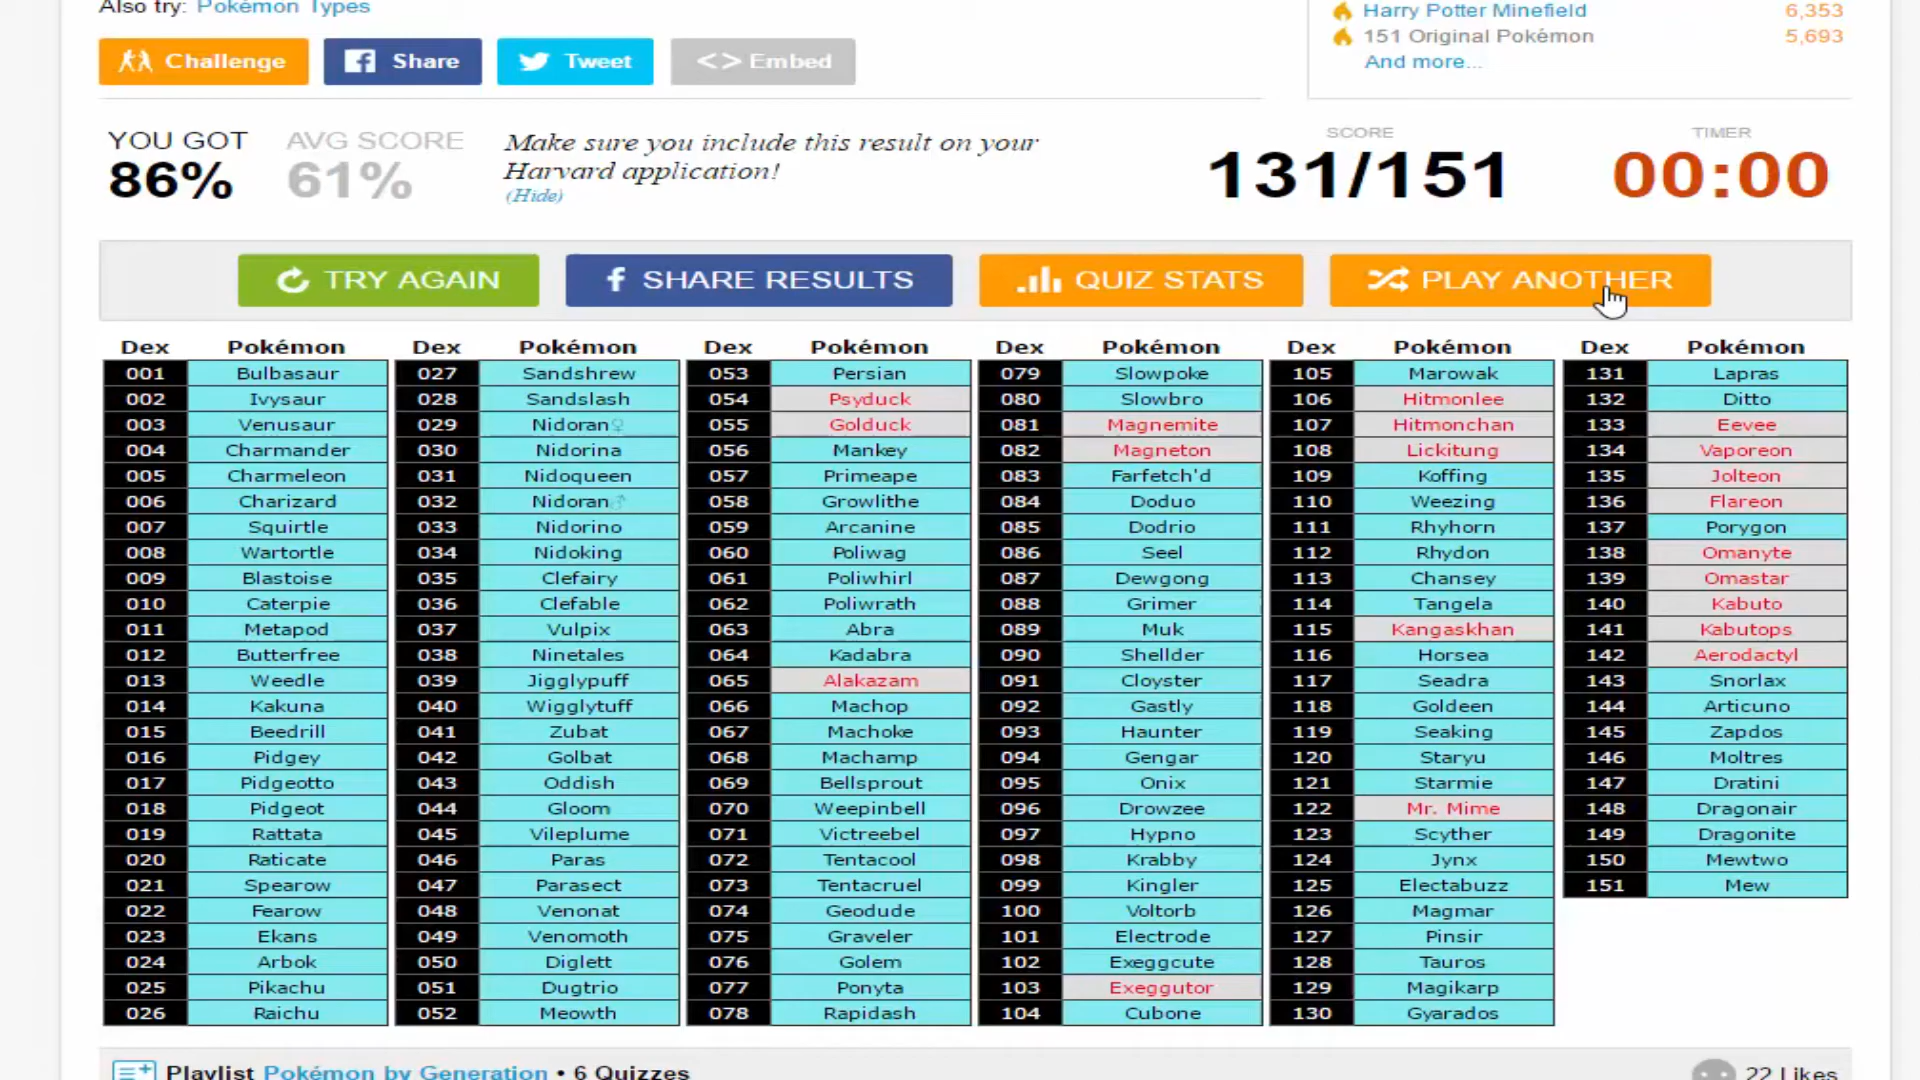 Also try: Pokémon Types
Harry Potter Minefield 6,353
151 Original Pokémon 5,693
And more...
Challenge Share Tweet <> Embed
YOU GOT AVG SCORE
86% 61%
Make sure you include this result on your
Harvard application!
(Hide)
SCORE TIMER
131/151 00:00
TRY AGAIN SHARE RESULTS QUIZ STATS PLAY ANOTHER
Dex Pokémon Dex Pokémon Dex Pokémon Dex Pokémon Dex Pokémon Dex Pokémon
001 Bulbasaur 027 Sandshrew 053 Persian 079 Slowpoke 105 Marowak 131 Lapras
002 Ivysaur 028 Sandslash 054 Psyduck 080 Slowbro 106 Hitmonlee 132 Ditto
003 Venusaur 029 Nidoran♀ 055 Golduck 081 Magnemite 107 Hitmonchan 133 Eevee
004 Charmander 030 Nidorina 056 Mankey 082 Magneton 108 Lickitung 134 Vaporeon
005 Charmeleon 031 Nidoqueen 057 Primeape 083 Farfetch'd 109 Koffing 135 Jolteon
006 Charizard 032 Nidoran♂ 058 Growlithe 084 Doduo 110 Weezing 136 Flareon
007 Squirtle 033 Nidorino 059 Arcanine 085 Dodrio 111 Rhyhorn 137 Porygon
008 Wartortle 034 Nidoking 060 Poliwag 086 Seel 112 Rhydon 138 Omanyte
009 Blastoise 035 Clefairy 061 Poliwhirl 087 Dewgong 113 Chansey 139 Omastar
010 Caterpie 036 Clefable 062 Poliwrath 088 Grimer 114 Tangela 140 Kabuto
011 Metapod 037 Vulpix 063 Abra 089 Muk 115 Kangaskhan 141 Kabutops
012 Butterfree 038 Ninetales 064 Kadabra 090 Shellder 116 Horsea 142 Aerodactyl
013 Weedle 039 Jigglypuff 065 Alakazam 091 Cloyster 117 Seadra 143 Snorlax
014 Kakuna 040 Wigglytuff 066 Machop 092 Gastly 118 Goldeen 144 Articuno
015 Beedrill 041 Zubat 067 Machoke 093 Haunter 119 Seaking 145 Zapdos
016 Pidgey 042 Golbat 068 Machamp 094 Gengar 120 Staryu 146 Moltres
017 Pidgeotto 043 Oddish 069 Bellsprout 095 Onix 121 Starmie 147 Dratini
018 Pidgeot 044 Gloom 070 Weepinbell 096 Drowzee 122 Mr. Mime 148 Dragonair
019 Rattata 045 Vileplume 071 Victreebel 097 Hypno 123 Scyther 149 Dragonite
020 Raticate 046 Paras 072 Tentacool 098 Krabby 124 Jynx 150 Mewtwo
021 Spearow 047 Parasect 073 Tentacruel 099 Kingler 125 Electabuzz 151 Mew
022 Fearow 048 Venonat 074 Geodude 100 Voltorb 126 Magmar
023 Ekans 049 Venomoth 075 Graveler 101 Electrode 127 Pinsir
024 Arbok 050 Diglett 076 Golem 102 Exeggcute 128 Tauros
025 Pikachu 051 Dugtrio 077 Ponyta 103 Exeggutor 129 Magikarp
026 Raichu 052 Meowth 078 Rapidash 104 Cubone 130 Gyarados
Playlist Pokémon by Generation • 6 Quizzes 22 Likes